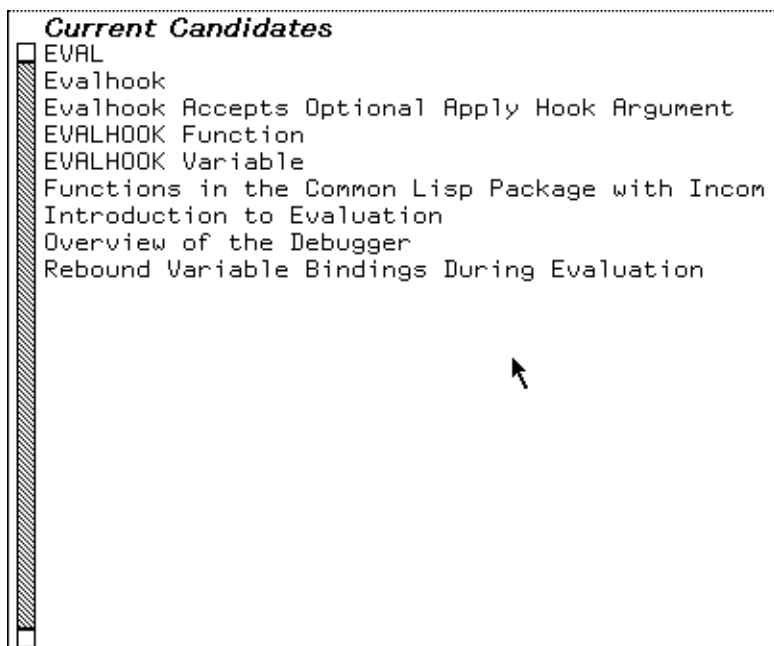 Current Candidates
EVAL
Evalhook
Evalhook Accepts Optional Apply Hook Argument
EVALHOOK Function
EVALHOOK Variable
Functions in the Common Lisp Package with Incom
Introduction to Evaluation
Overview of the Debugger
Rebound Variable Bindings During Evaluation